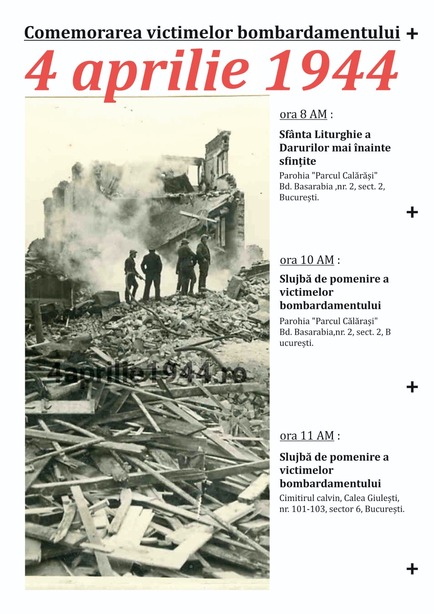 Comemorarea victimelor bombardamentului
4 aprilie 1944
ora 8 AM :
Sfânta Liturghie a
Darurilor mai înainte
sfințite
Parohia "Parcul Calărăși"
Bd. Basarabia ,nr. 2, sect. 2,
București.
ora 10 AM :
Slujbă de pomenire a
victimelor
bombardamentului
Parohia "Parcul Călărași"
Bd. Basarabia,nr. 2, sect. 2, B
ucurești.
4aprilie1944.ro
ora 11 AM :
Slujbă de pomenire a
victimelor
bombardamentului
Cimitirul calvin, Calea Giulești,
nr. 101-103, sector 6, București.